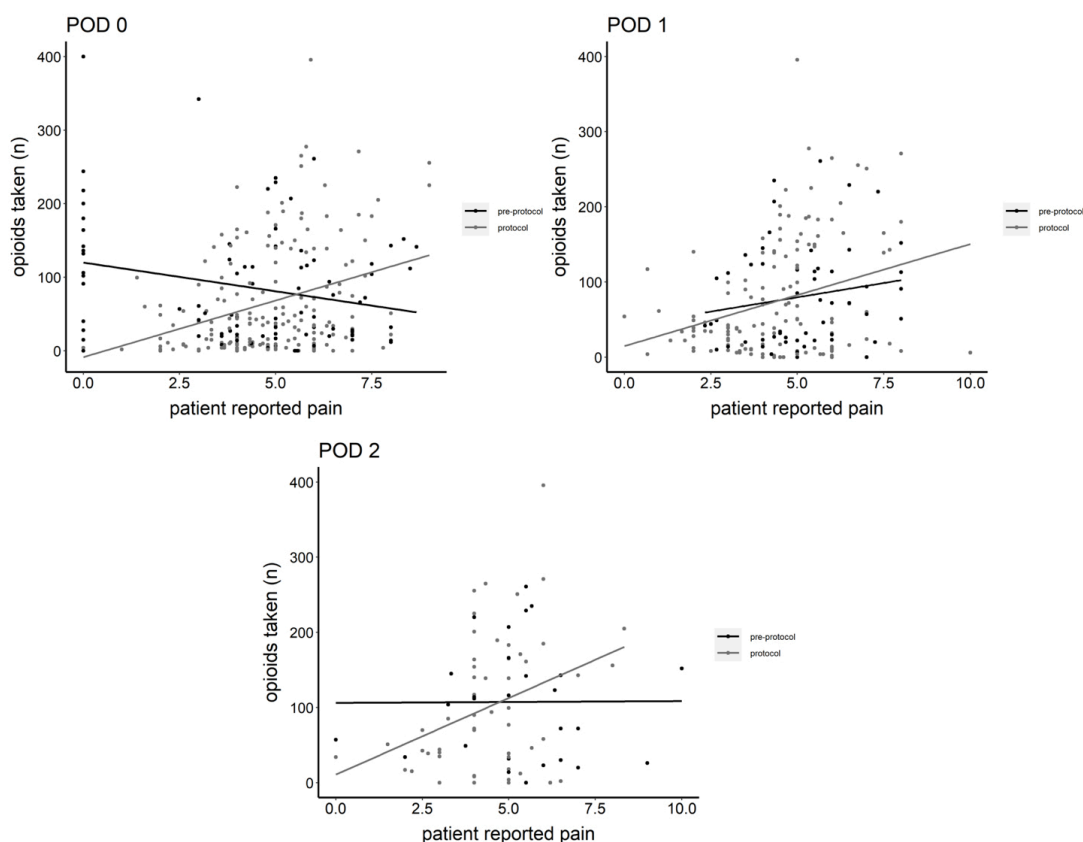 POD 0
400
300
200
100
0
opioids taken (n)
0.0 2.5 5.0 7.5
patient reported pain
pre-protocol
protocol
POD 1
400
300
200
100
0
opioids taken (n)
0.0 2.5 5.0 7.5 10.0
patient reported pain
pre-protocol
protocol
POD 2
400
300
200
100
0
opioids taken (n)
0.0 2.5 5.0 7.5 10.0
patient reported pain
pre-protocol
protocol